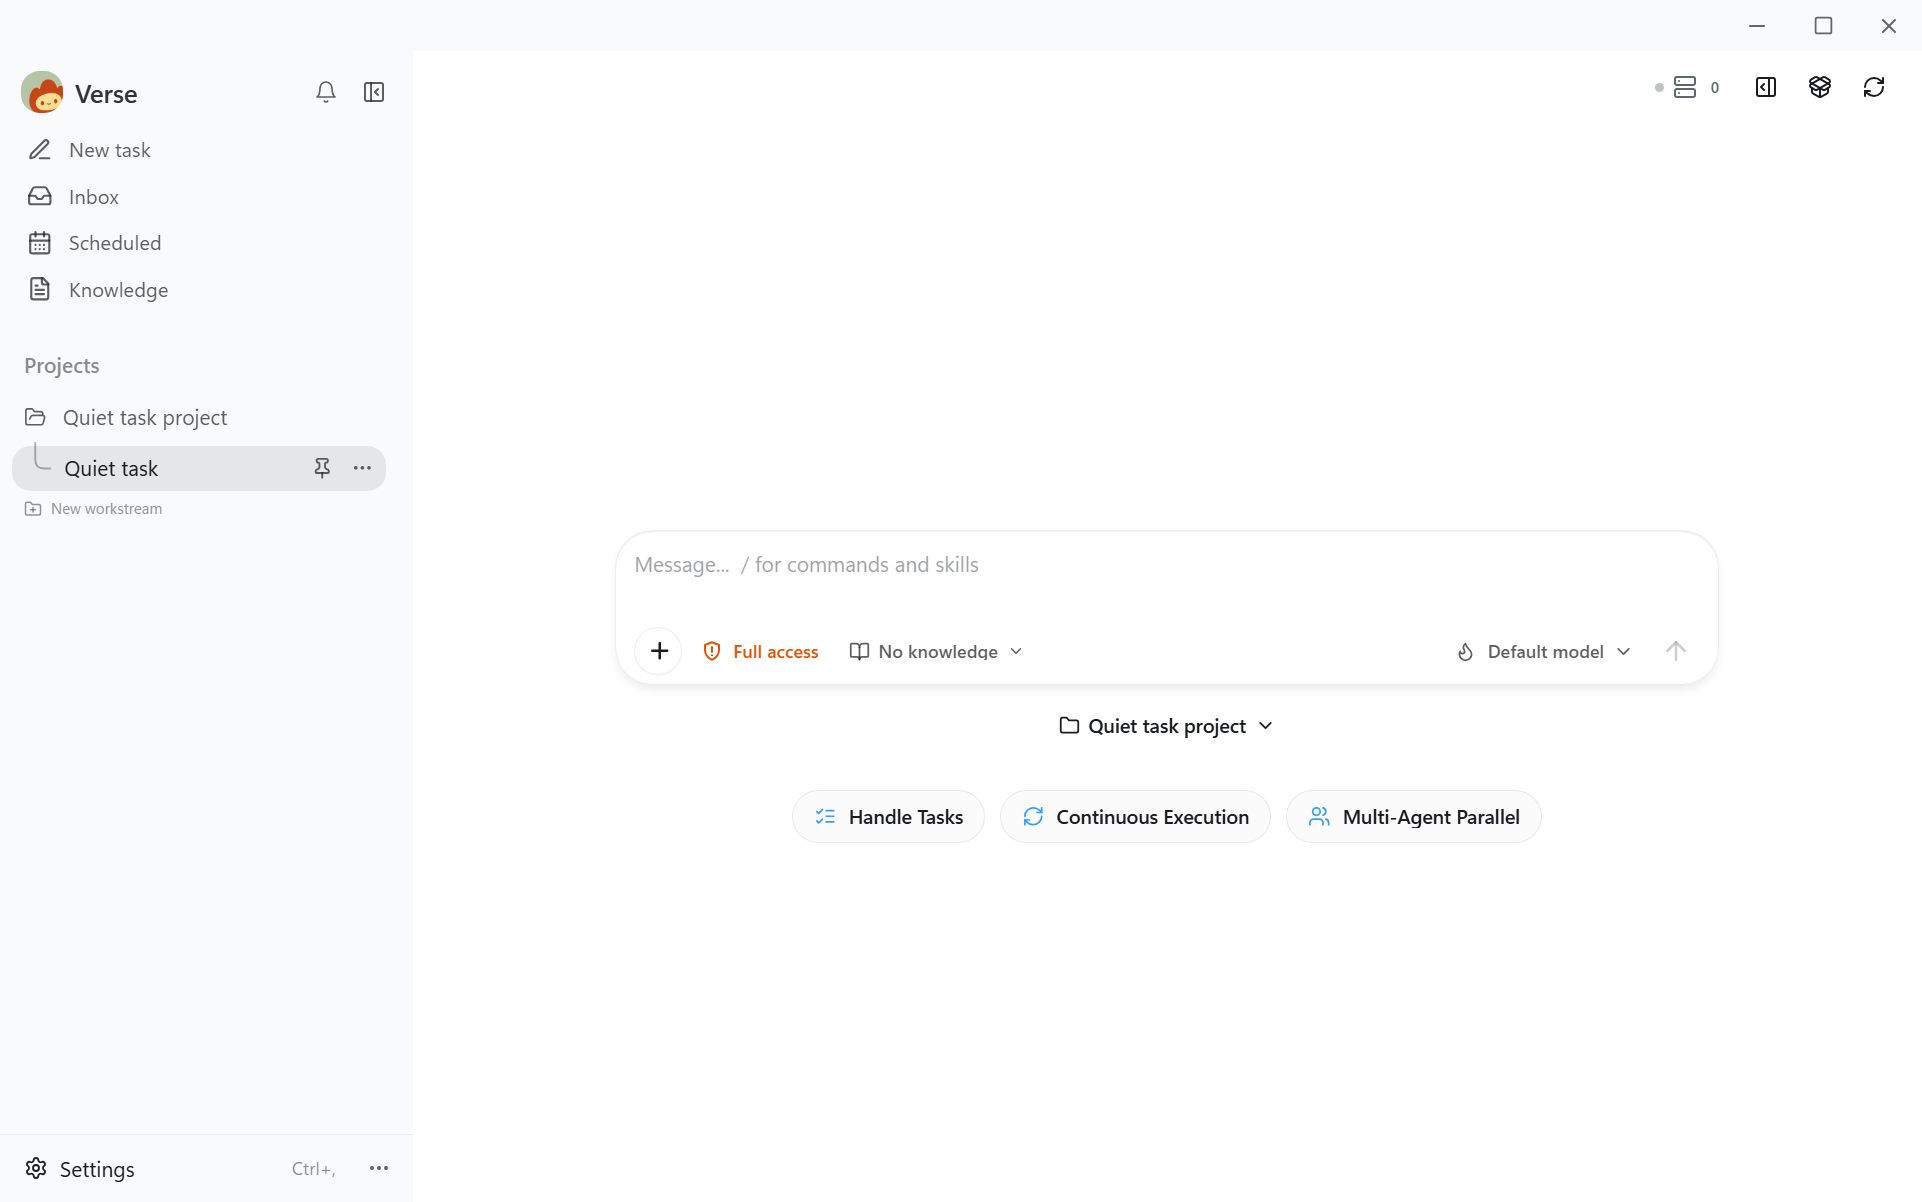 Verse
New task
Inbox
Scheduled
Knowledge
Projects
Quiet task project
Quiet task
New workstream
Settings
Ctrl+,
0
Message... / for commands and skills
Full access
No knowledge
Default model
Quiet task project
Handle Tasks
Continuous Execution
Multi-Agent Parallel